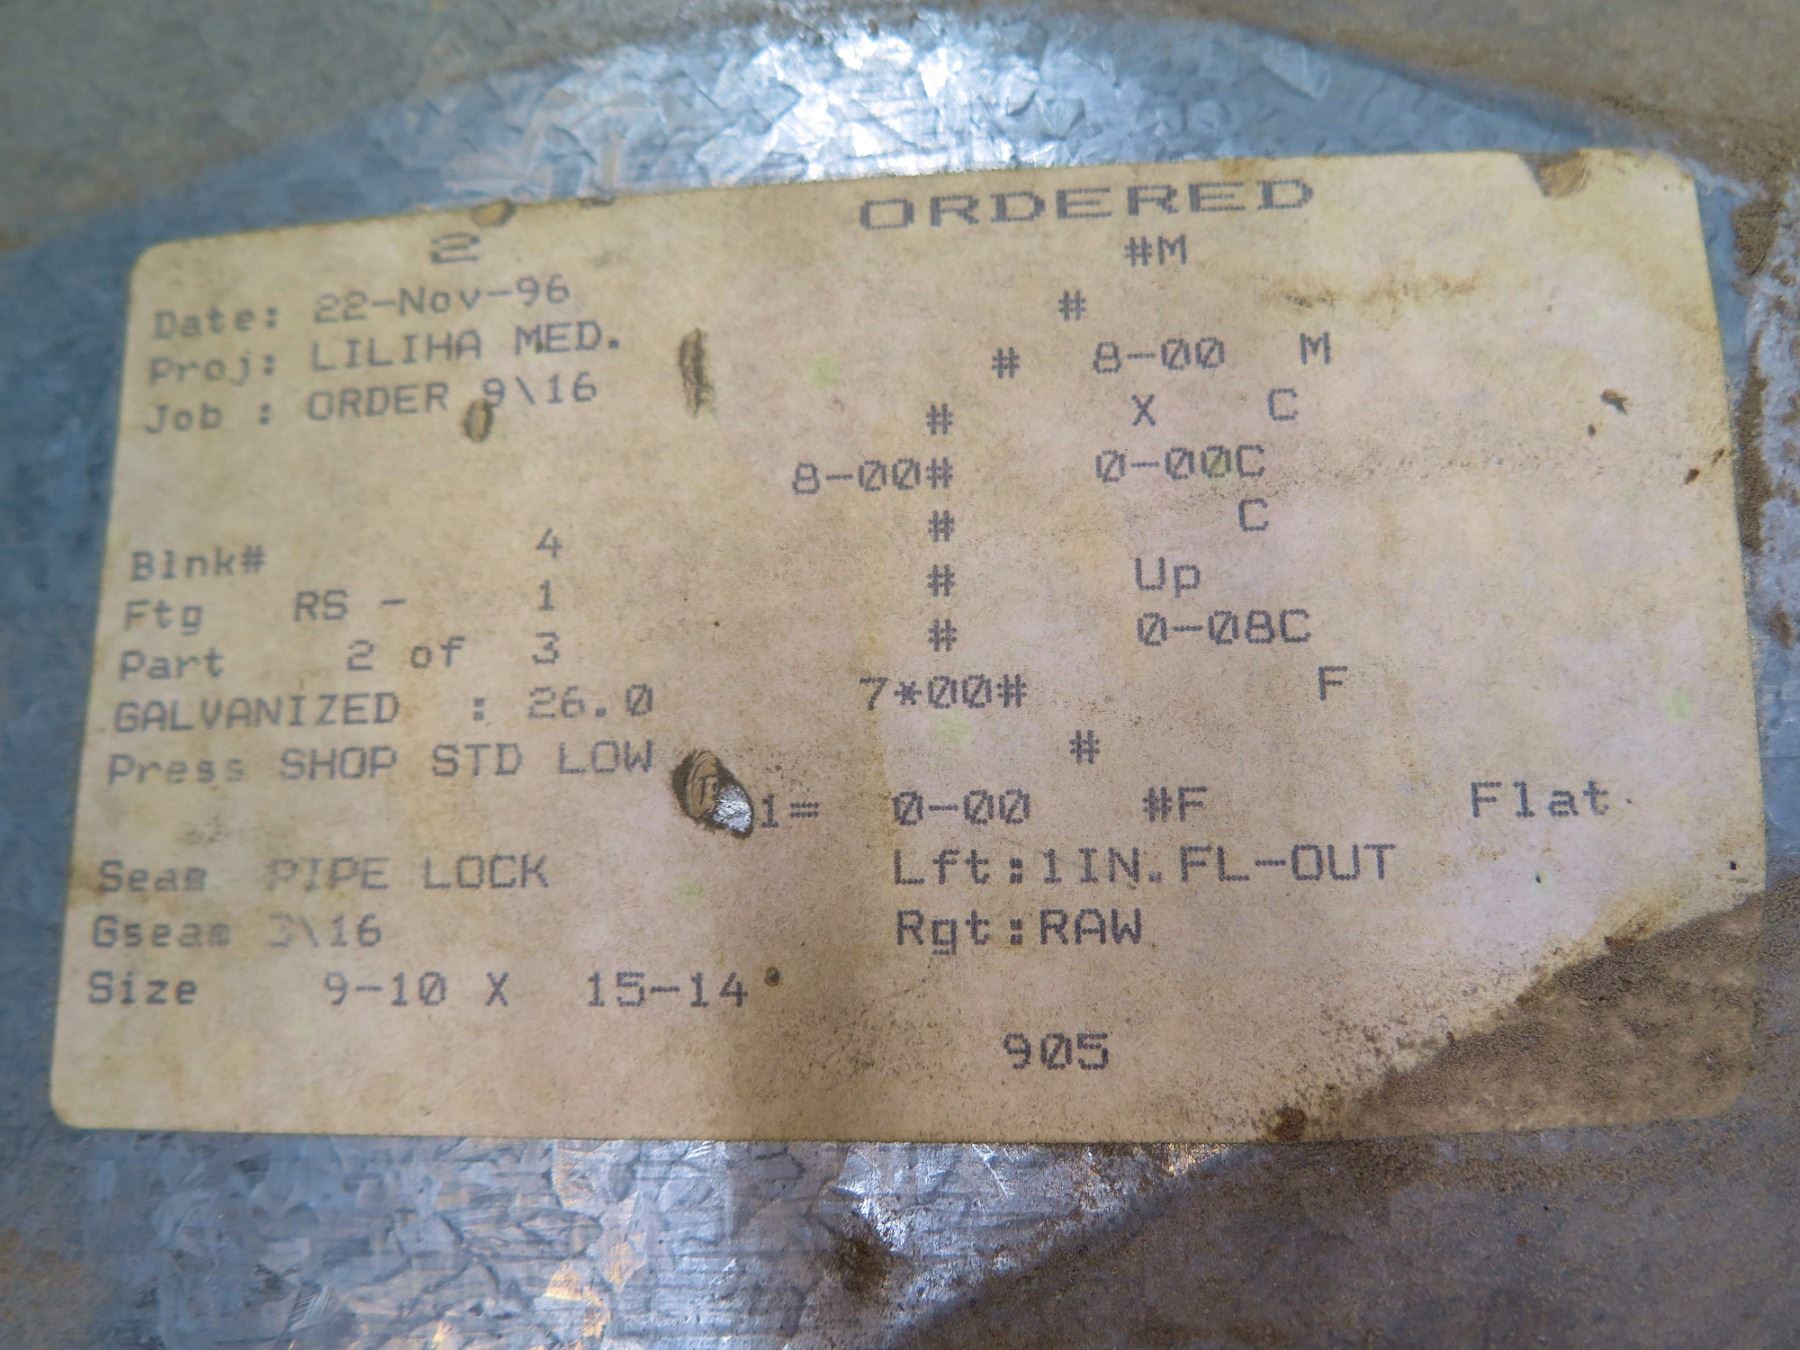 ORDERED
2 #M
Date: 22-Nov-96 #
Proj: LILIHA MED. # 8-00 M
Job : ORDER 9\16 # X C
8-00# 0-00C
Blnk# 4 # C
Ftg RS - 1 # Up
Part 2 of 3 # 0-08C
GALVANIZED : 26.0 7*00# F
Press SHOP STD LOW #
1= 0-00 #F Flat
Seam PIPE LOCK Lft:1IN.FL-OUT
Gseam 3\16 Rgt:RAW
Size 9-10 X 15-14
905